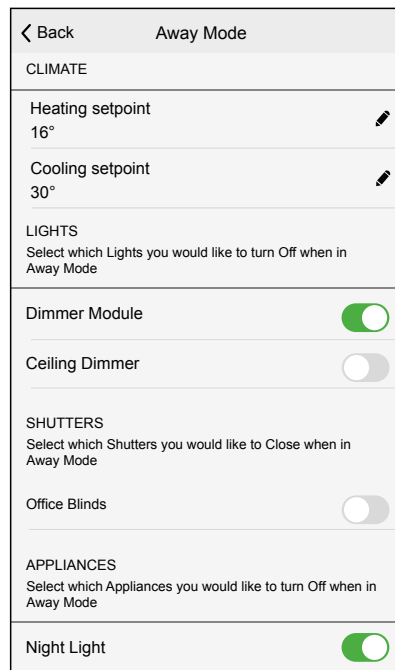 Back
Away Mode
CLIMATE
Heating setpoint
16°
Cooling setpoint
30°
LIGHTS
Select which Lights you would like to turn Off when in
Away Mode
Dimmer Module
Ceiling Dimmer
SHUTTERS
Select which Shutters you would like to Close when in
Away Mode
Office Blinds
APPLIANCES
Select which Appliances you would like to turn Off when in
Away Mode
Night Light